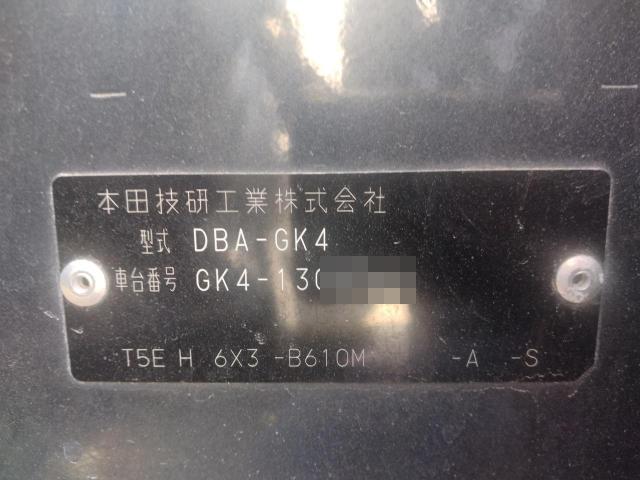 本田技研工業株式会社
型式 DBA-GK4
車台番号 GK4-130
T5E H 6X3 -B610M -A -S